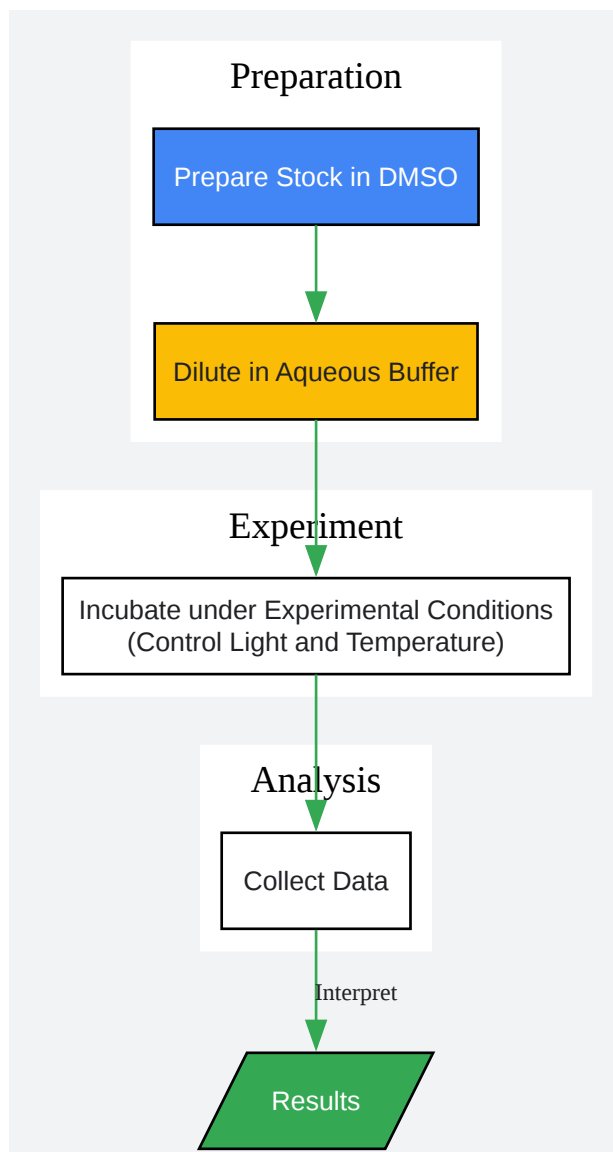 Preparation
Prepare Stock in DMSO
Dilute in Aqueous Buffer
Experiment
Incubate under Experimental Conditions
(Control Light and Temperature)
Analysis
Collect Data
Interpret
Results